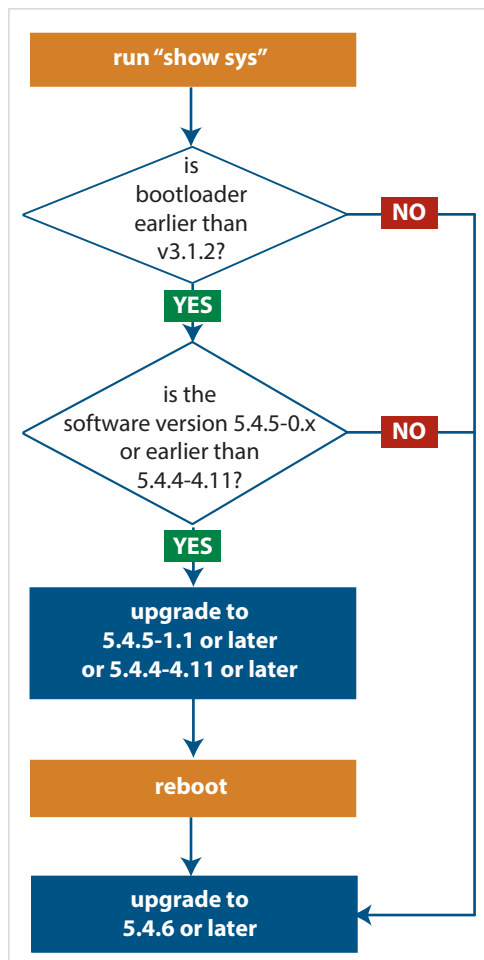 run “show sys”
is
bootloader
earlier than
v3.1.2?
NO
YES
is the
software version 5.4.5-0.x
or earlier than
5.4.4-4.11?
NO
YES
upgrade to
5.4.5-1.1 or later
or 5.4.4-4.11 or later
reboot
upgrade to
5.4.6 or later